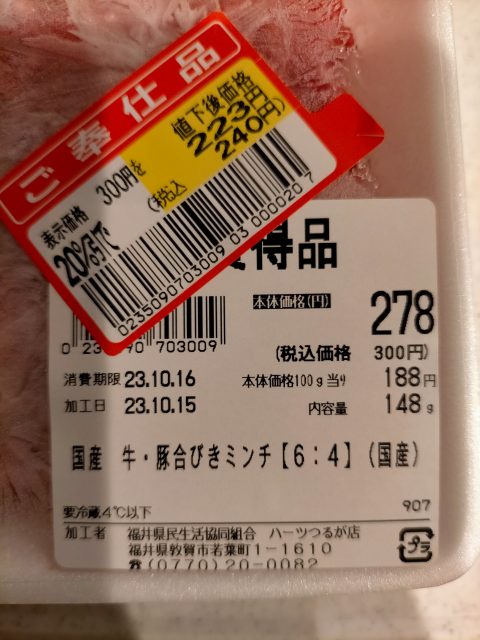 ご奉仕品
値下後価格
表示価格 300円を 223円
20%引で (税込 240円)
0235090703009 03 0000207
得品
本体価格(円) 278
(税込価格 300円)
703009
消費期限 23.10.16 本体価格100g当り 188円
加工日 23.10.15 内容量 148g
国産 牛・豚合びきミンチ【6:4】(国産)
要冷蔵4℃以下 907
加工者 福井県民生活協同組合 ハーツつるが店
福井県敦賀市若葉町1-1610
☎(0770)20-0082
プラ